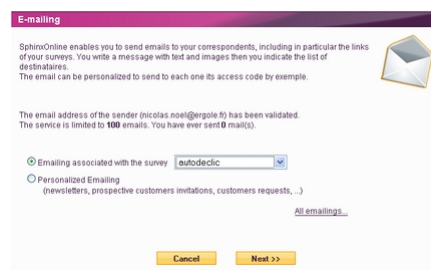 E-mailing
SphinxOnline enables you to send emails to your correspondents, including in particular the links
of your surveys. You write a message with text and images then you indicate the list of
destinataires.
The email can be personalized to send to each one its access code by exemple.
The email address of the sender (nicolas.noel@ergole.fr) has been validated.
The service is limited to 100 emails. You have ever sent 0 mail(s).
Emailing associated with the survey autodeclic
Personalized Emailing
(newsletters, prospective customers invitations, customers requests, ...)
All emailings...
Cancel Next >>